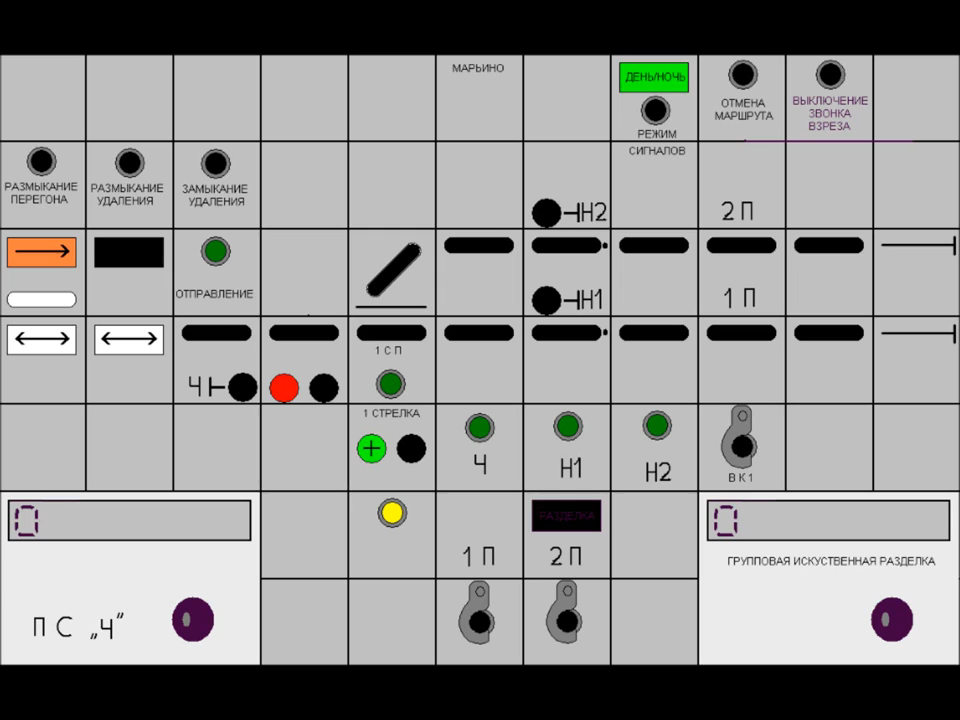 МАРЬИНО
ДЕНЬ/НОЧЬ
РЕЖИМ
СИГНАЛОВ
ОТМЕНА
МАРШРУТА
ВЫКЛЮЧЕНИЕ
ЗВОНКА
ВЗРЕЗА
РАЗМЫКАНИЕ
ПЕРЕГОНА
РАЗМЫКАНИЕ
УДАЛЕНИЯ
ЗАМЫКАНИЕ
УДАЛЕНИЯ
Н2
2 П
ОТПРАВЛЕНИЕ
Н1
1 П
1 С П
Ч
1 СТРЕЛКА
+
Ч
Н1
Н2
В К 1
0
РАЗДЕЛКА
0
1 П
2 П
ГРУППОВАЯ ИСКУСТВЕННАЯ РАЗДЕЛКА
П С „Ч“